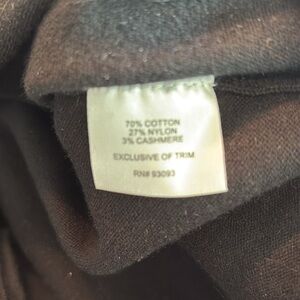 70% COTTON
27% NYLON
3% CASHMERE
EXCLUSIVE OF TRIM
RN# 93093